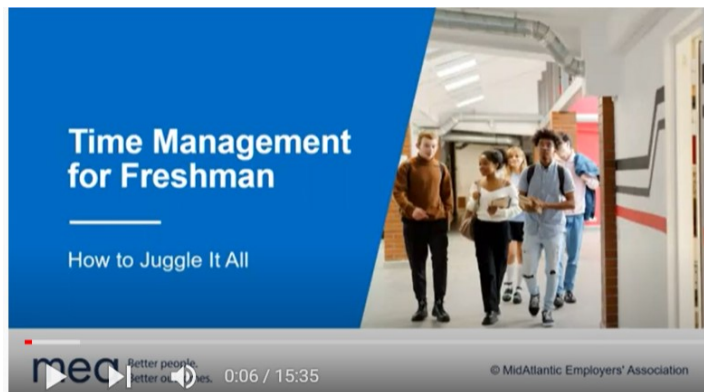 Time Management
for Freshman
How to Juggle It All
mea
Better people.
Better
0:06 / 15:35
© MidAtlantic Employers' Association